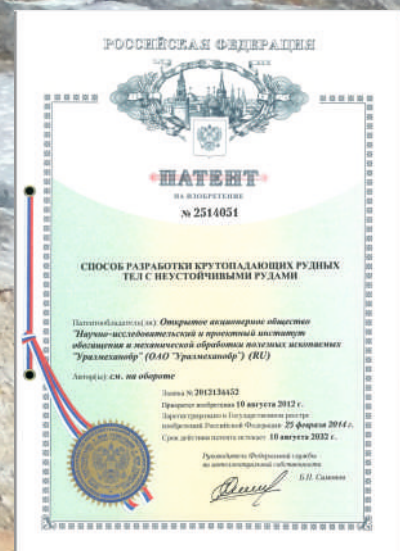 РОССИЙСКАЯ ФЕДЕРАЦИЯ
ПАТЕНТ
НА ИЗОБРЕТЕНИЕ
№ 2514051
СПОСОБ РАЗРАБОТКИ КРУТОПАДАЮЩИХ РУДНЫХ
ТЕЛ С НЕУСТОЙЧИВЫМИ РУДАМИ
Патентообладатель(ли): Открытое акционерное общество
"Научно-исследовательский и проектный институт
обогащения и механической обработки полезных ископаемых
"Уралмеханобр" (ОАО "Уралмеханобр") (RU)
Автор(ы): см. на обороте
Заявка № 2012134452
Приоритет изобретения 10 августа 2012 г.
Зарегистрировано в Государственном реестре
изобретений Российской Федерации 25 февраля 2014 г.
Срок действия патента истекает 10 августа 2032 г.
Руководитель Федеральной службы
по интеллектуальной собственности
Б.П. Симонов